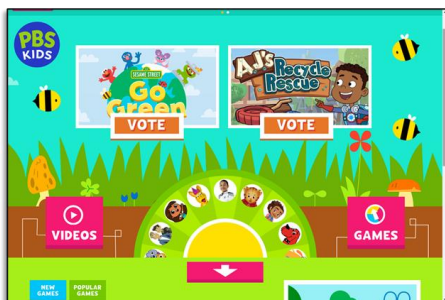 PBS
KIDS
SESAME STREET
Go
Green
VOTE
AJ's
Recycle
Rescue
VOTE
VIDEOS
GAMES
NEW
GAMES
POPULAR
GAMES